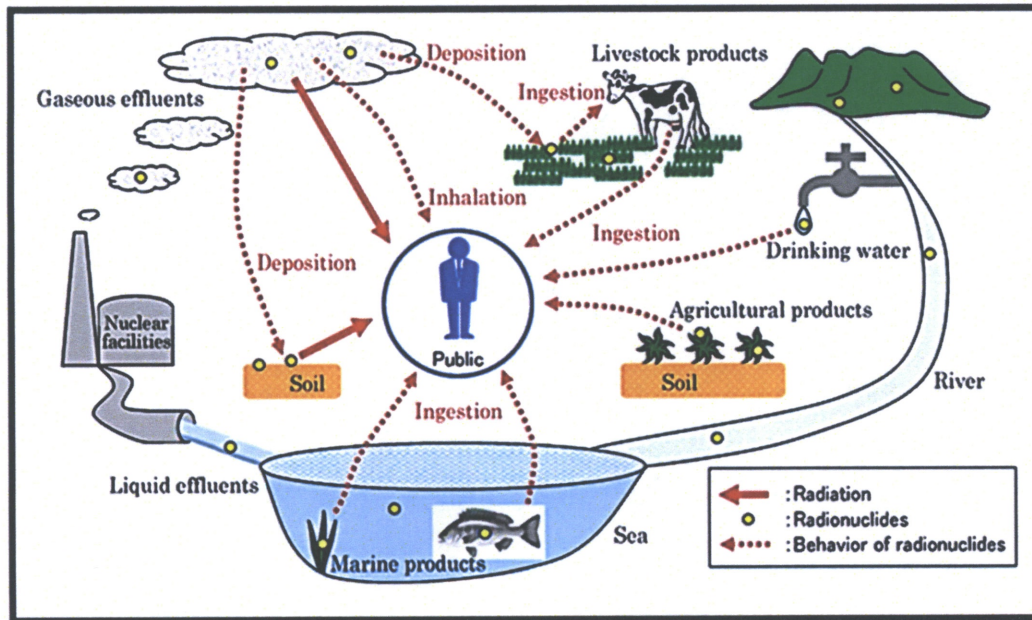 Deposition
Livestock products
Ingestion
Gaseous effluents
Inhalation
Ingestion
Drinking water
Deposition
Agricultural products
Nuclear
facilities
Public
Soil
Soil
River
Ingestion
Liquid effluents
Sea
Marine products
:Radiation
:Radionuclides
:Behavior of radionuclides